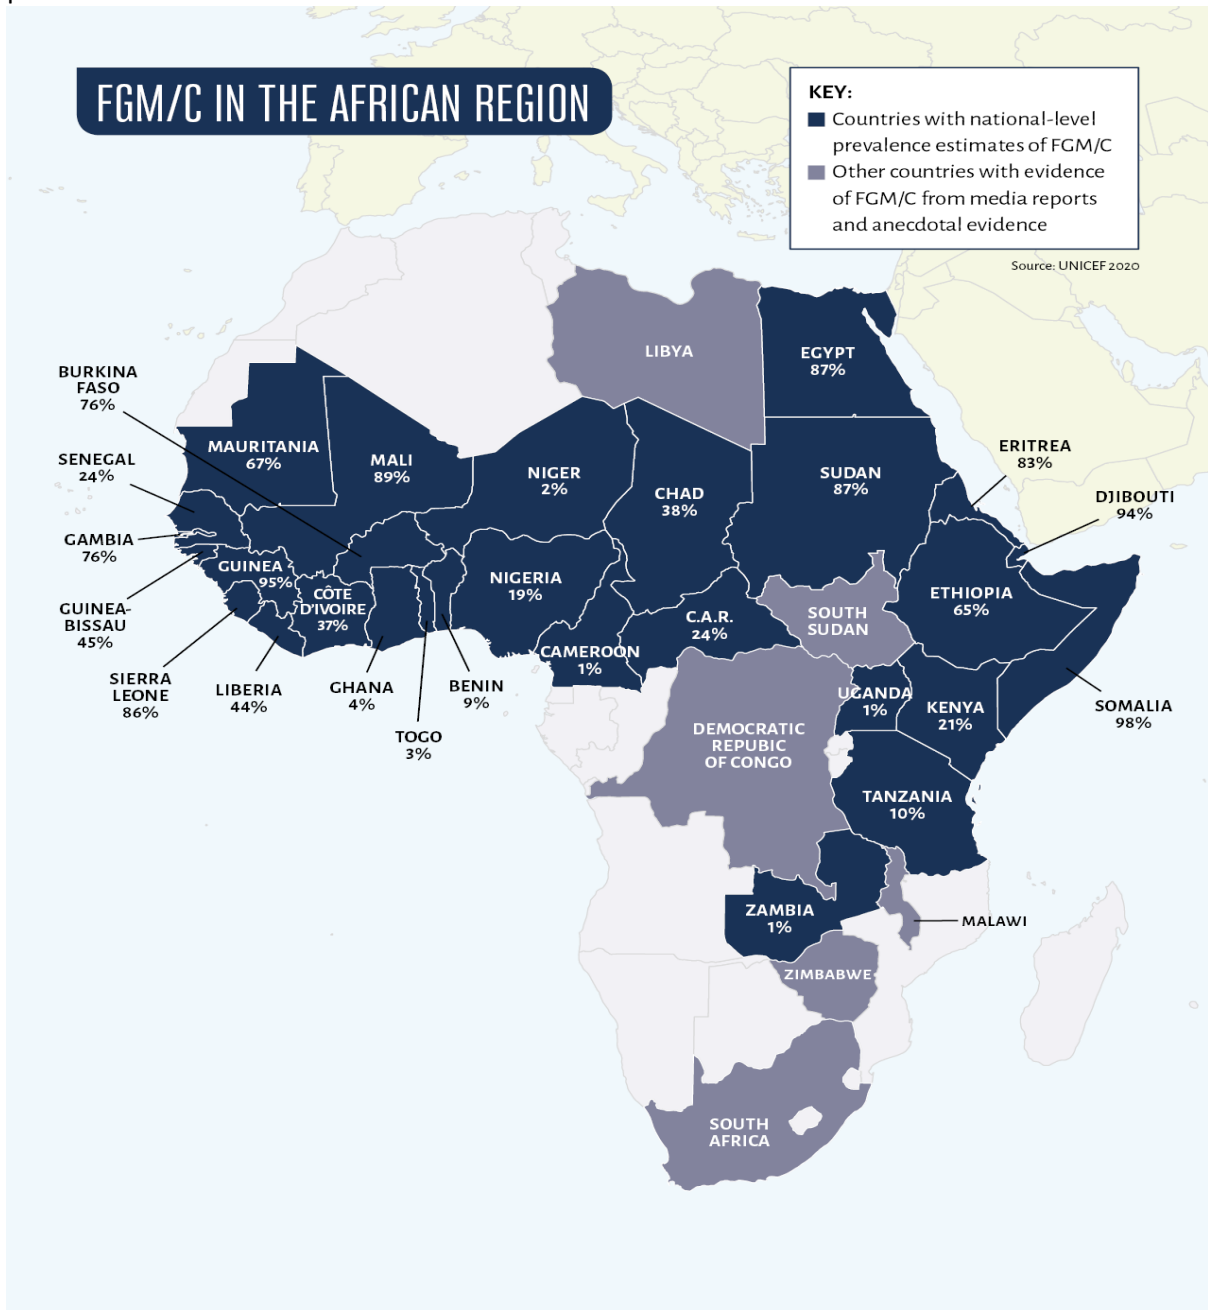 FGM/C IN THE AFRICAN REGION
KEY:
Countries with national-level
prevalence estimates of FGM/C
Other countries with evidence
of FGM/C from media reports
and anecdotal evidence
Source: UNICEF 2020
LIBYA
EGYPT
87%
BURKINA
FASO
76%
MAURITANIA
67%
MALI
89%
NIGER
2%
CHAD
38%
SUDAN
87%
ERITREA
83%
SENEGAL
24%
DJIBOUTI
94%
GAMBIA
76%
GUINEA
95%
CÔTE
D'IVOIRE
37%
NIGERIA
19%
C.A.R.
24%
SOUTH
SUDAN
ETHIOPIA
65%
GUINEA-
BISSAU
45%
CAMEROON
1%
SIERRA
LEONE
86%
LIBERIA
44%
GHANA
4%
BENIN
9%
TOGO
3%
UGANDA
1%
KENYA
21%
SOMALIA
98%
DEMOCRATIC
REPUBIC
OF CONGO
TANZANIA
10%
ZAMBIA
1%
MALAWI
ZIMBABWE
SOUTH
AFRICA